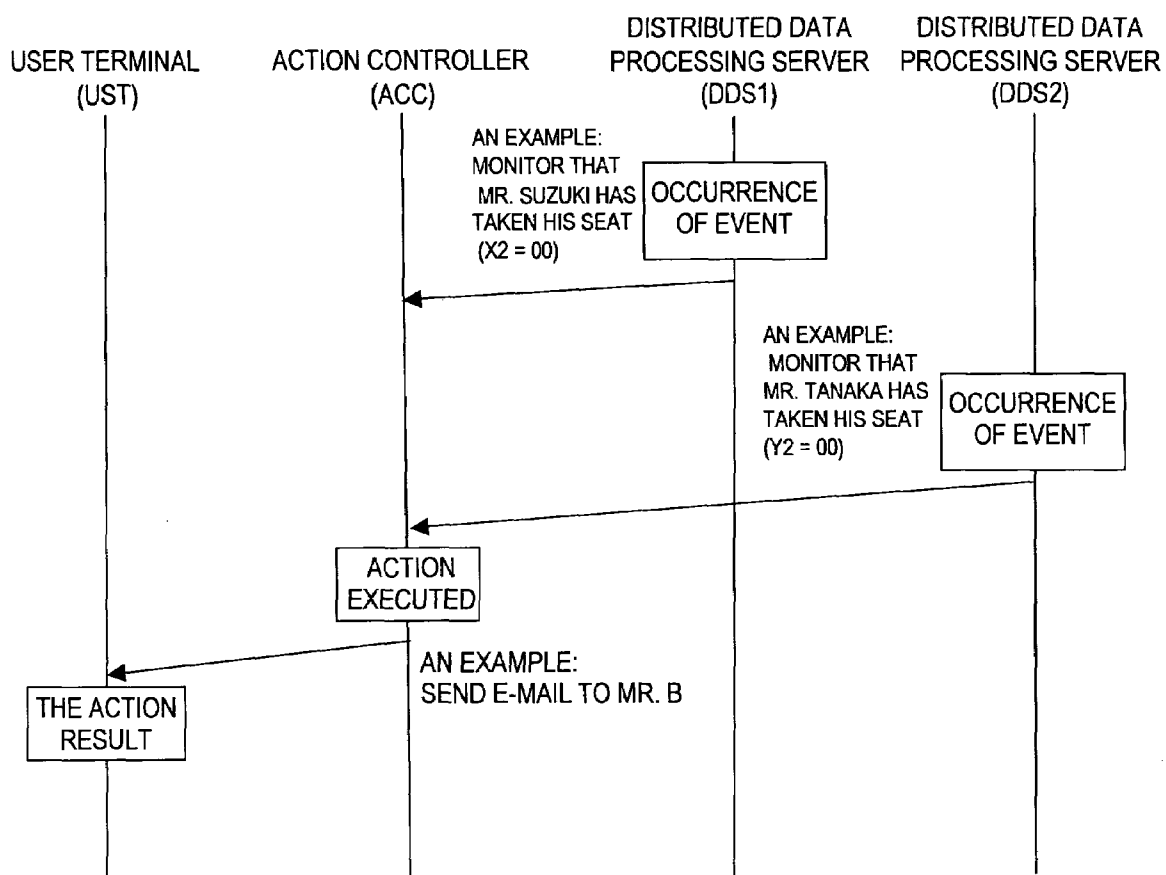 USER TERMINAL
(UST)
ACTION CONTROLLER
(ACC)
DISTRIBUTED DATA
PROCESSING SERVER
(DDS1)
DISTRIBUTED DATA
PROCESSING SERVER
(DDS2)
AN EXAMPLE:
MONITOR THAT
MR. SUZUKI HAS
TAKEN HIS SEAT
(X2 = 00)
OCCURRENCE
OF EVENT
AN EXAMPLE:
MONITOR THAT
MR. TANAKA HAS
TAKEN HIS SEAT
(Y2 = 00)
OCCURRENCE
OF EVENT
ACTION
EXECUTED
AN EXAMPLE:
SEND E-MAIL TO MR. B
THE ACTION
RESULT